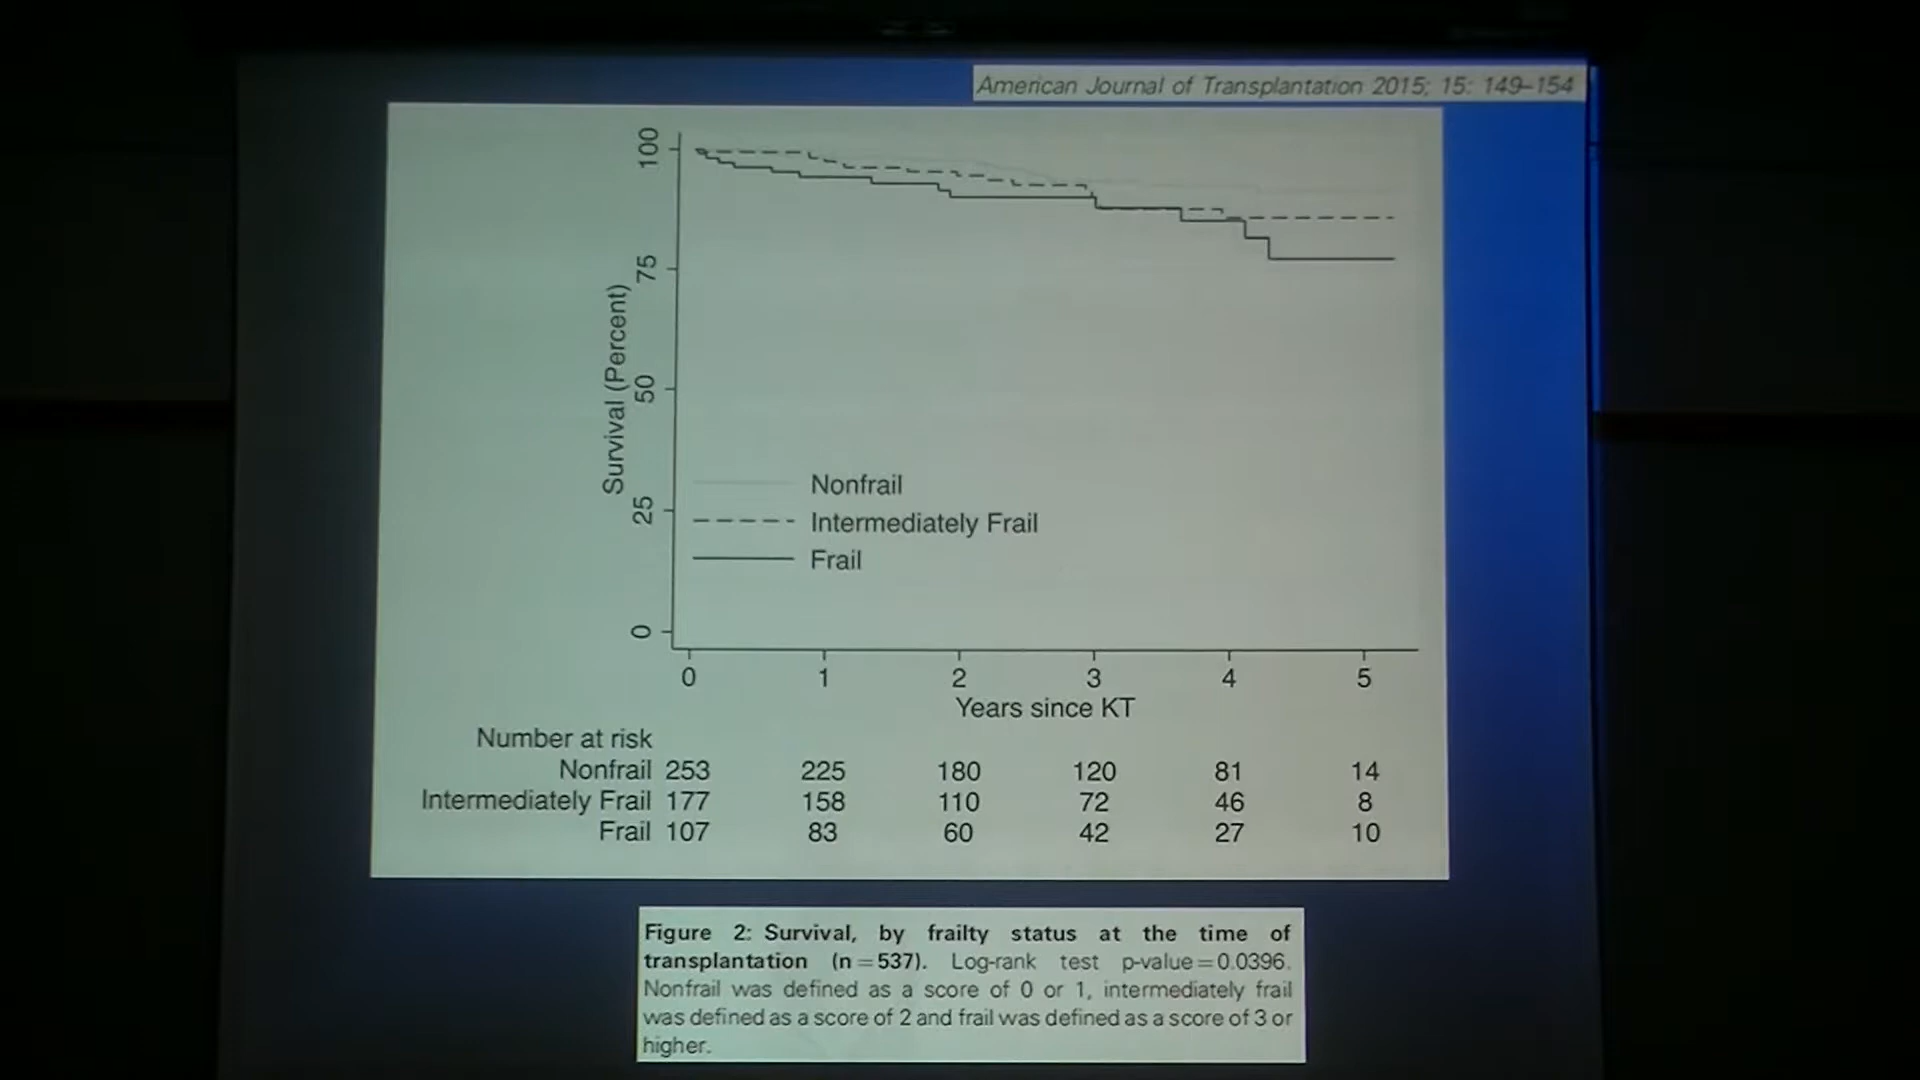 American Journal of Transplantation 2015; 15: 149–154
100
75
50
25
0
Survival (Percent)
Nonfrail
Intermediately Frail
Frail
0 1 2 3 4 5
Years since KT
Number at risk
Nonfrail 253 225 180 120 81 14
Intermediately Frail 177 158 110 72 46 8
Frail 107 83 60 42 27 10
Figure 2: Survival, by frailty status at the time of
transplantation (n=537). Log-rank test p-value=0.0396.
Nonfrail was defined as a score of 0 or 1, intermediately frail
was defined as a score of 2 and frail was defined as a score of 3 or
higher.